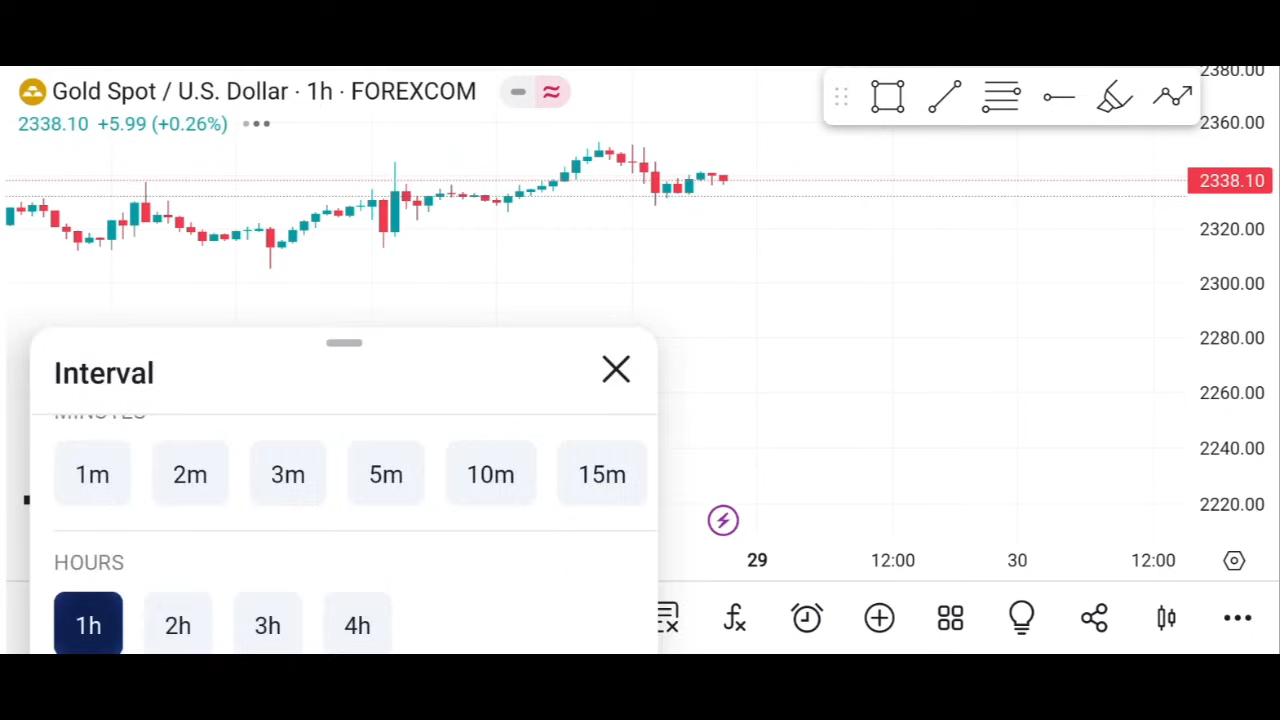 Gold Spot / U.S. Dollar · 1h · FOREXCOM
2338.10 +5.99 (+0.26%)
2380.00
2360.00
2338.10
2320.00
2300.00
2280.00
2260.00
2240.00
2220.00
Interval
MINUTES
1m 2m 3m 5m 10m 15m
HOURS
1h 2h 3h 4h
29 12:00 30 12:00